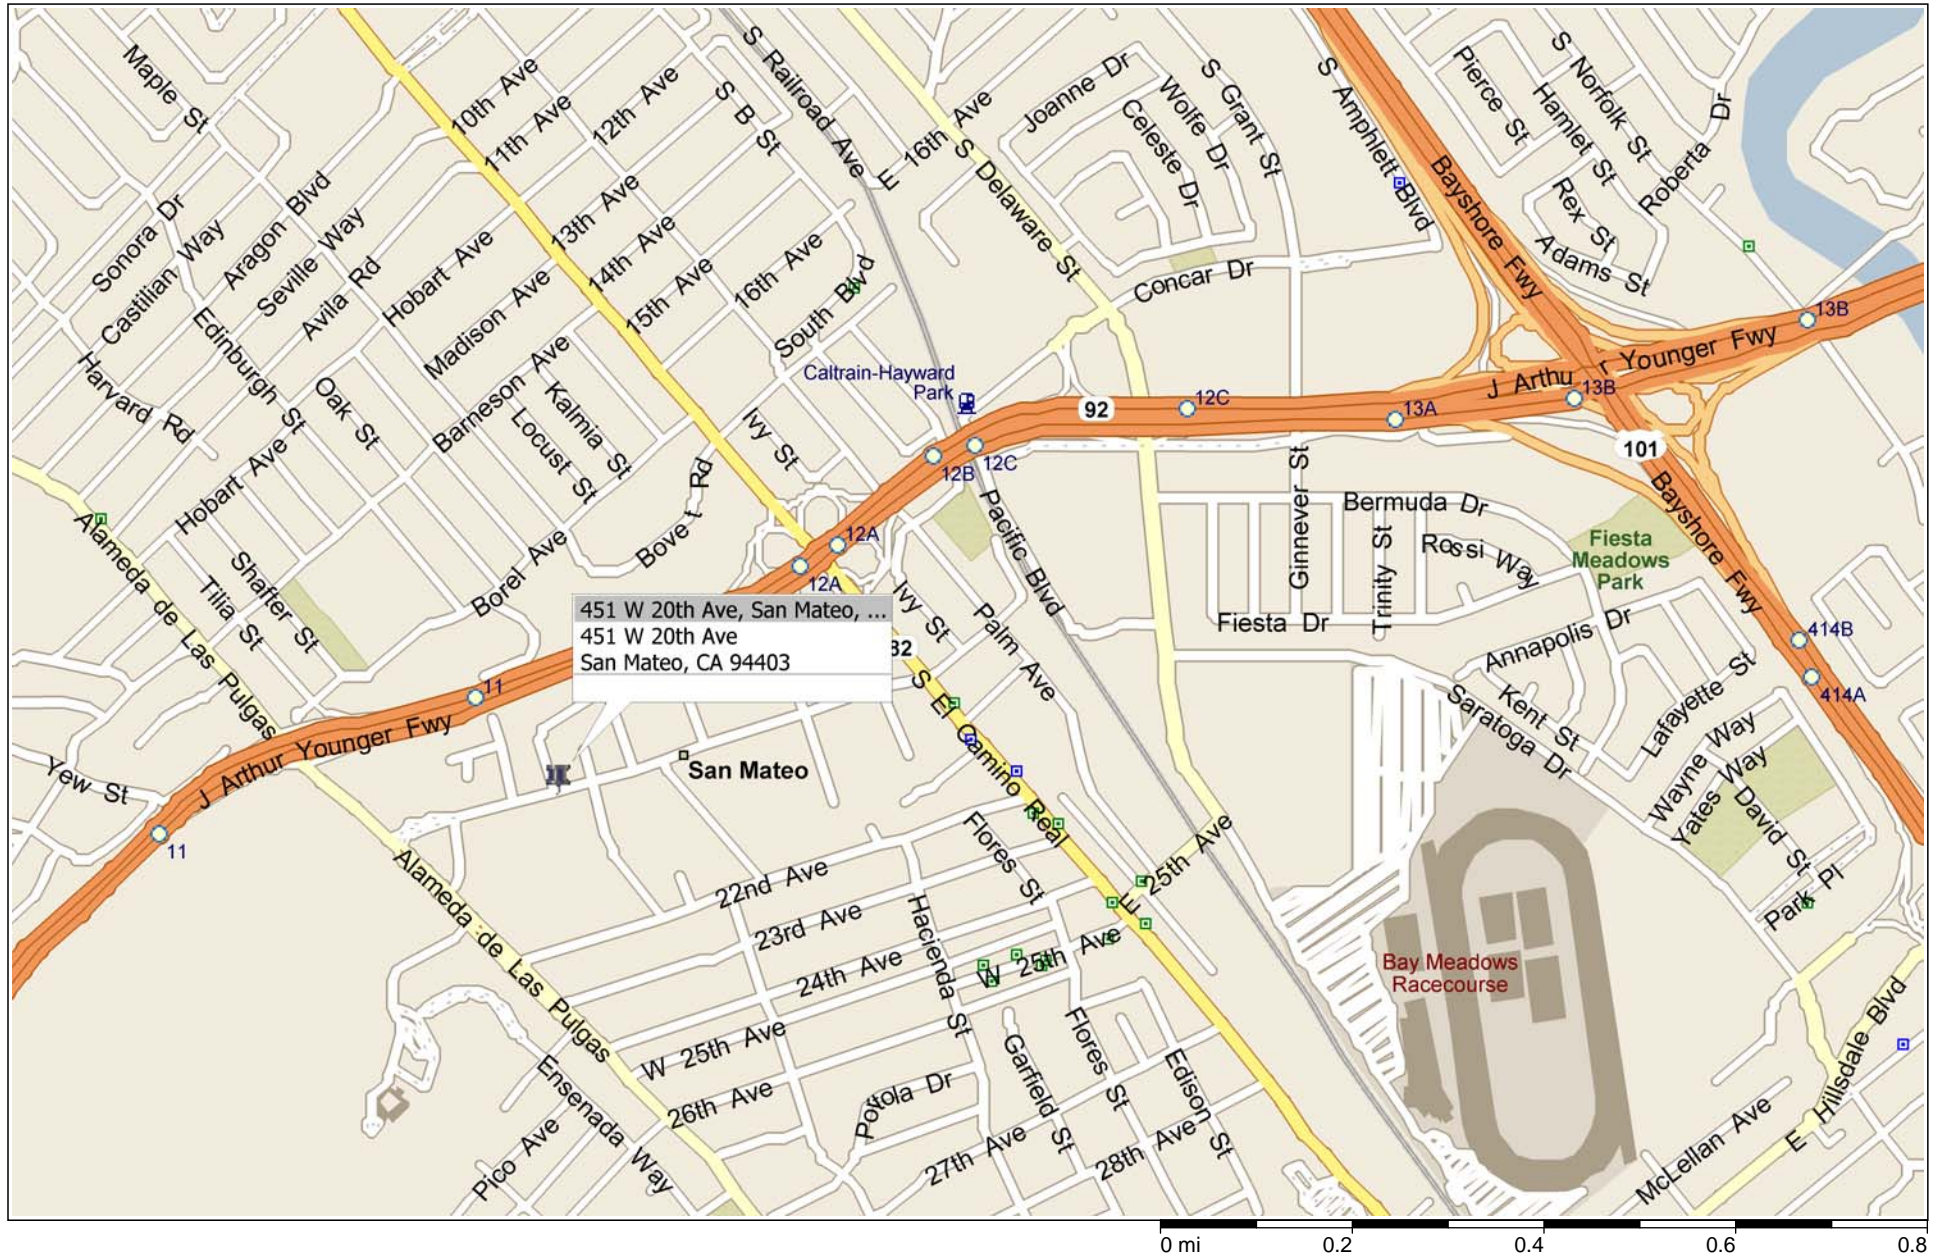 Maple St
10th Ave
11th Ave
12th Ave
S B St
S Railroad Ave
E 16th Ave
S Delaware St
Joanne Dr
Wolfe Dr
Celeste Dr
S Grant St
S Amphlett Blvd
Bayshore Fwy
Pierce St
Hamlet St
S Norfolk St
Roberta Dr
Rex St
Adams St
Sonora Dr
Castilian Way
Aragon Blvd
Seville Way
Avila Rd
Hobart Ave
Madison Ave
13th Ave
14th Ave
15th Ave
16th Ave
South Blvd
Concar Dr
13B
J Arthur Younger Fwy
Harvard Rd
Edinburgh St
Oak St
Barneson Ave
Kalmia St
Locust St
Ivy St
Caltrain-Hayward
Park
92
12C
13A
13B
101
Bayshore Fwy
12B
12C
Hobart Ave
Alameda de Las Pulgas
Shaffer St
Tilia St
Borel Ave
Bovet Rd
12A
12A
Pacific Blvd
Ginnever St
Bermuda Dr
Trinity St
Rossi Way
Fiesta
Meadows
Park
Fiesta Dr
Annapolis Dr
414B
414A
451 W 20th Ave, San Mateo, ...
451 W 20th Ave
San Mateo, CA 94403
82
Ivy St
Palm Ave
S El Camino Real
Saratoga Dr
Kent St
Lafayette St
Wayne Way
Yates Way
David St
Park Pl
11
J Arthur Younger Fwy
Yew St
11
San Mateo
Alameda de Las Pulgas
22nd Ave
23rd Ave
24th Ave
W 25th Ave
26th Ave
Hacienda St
Flores St
E 25th Ave
W 25th Ave
Bay Meadows
Racecourse
Ensenada Way
Pico Ave
Portola Dr
Garfield St
Flores St
Edison St
27th Ave
28th Ave
McLellan Ave
E Hillsdale Blvd
0 mi 0.2 0.4 0.6 0.8